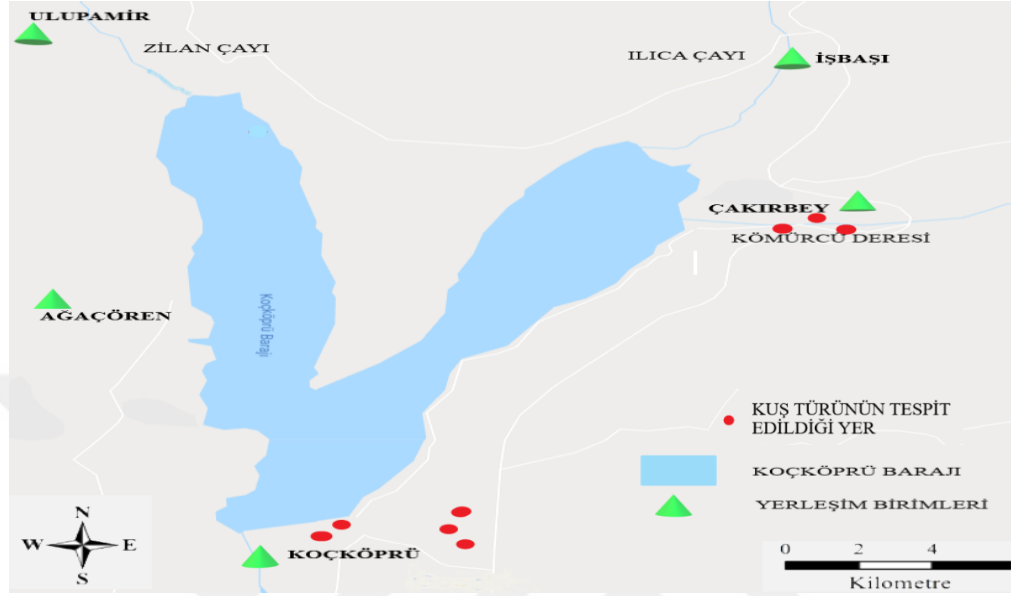 ULUPAMİR
ZİLAN ÇAYI
ILICA ÇAYI
İŞBAŞI
ÇAKIRBEY
KÖMÜRCÜ DERESİ
AĞAÇÖREN
Koçköprü Barajı
KUŞ TÜRÜNÜN TESPİT
EDİLDİĞİ YER
KOÇKÖPRÜ BARAJI
YERLEŞİM BİRİMLERİ
N
W E
S
KOÇKÖPRÜ
0 2 4
Kilometre